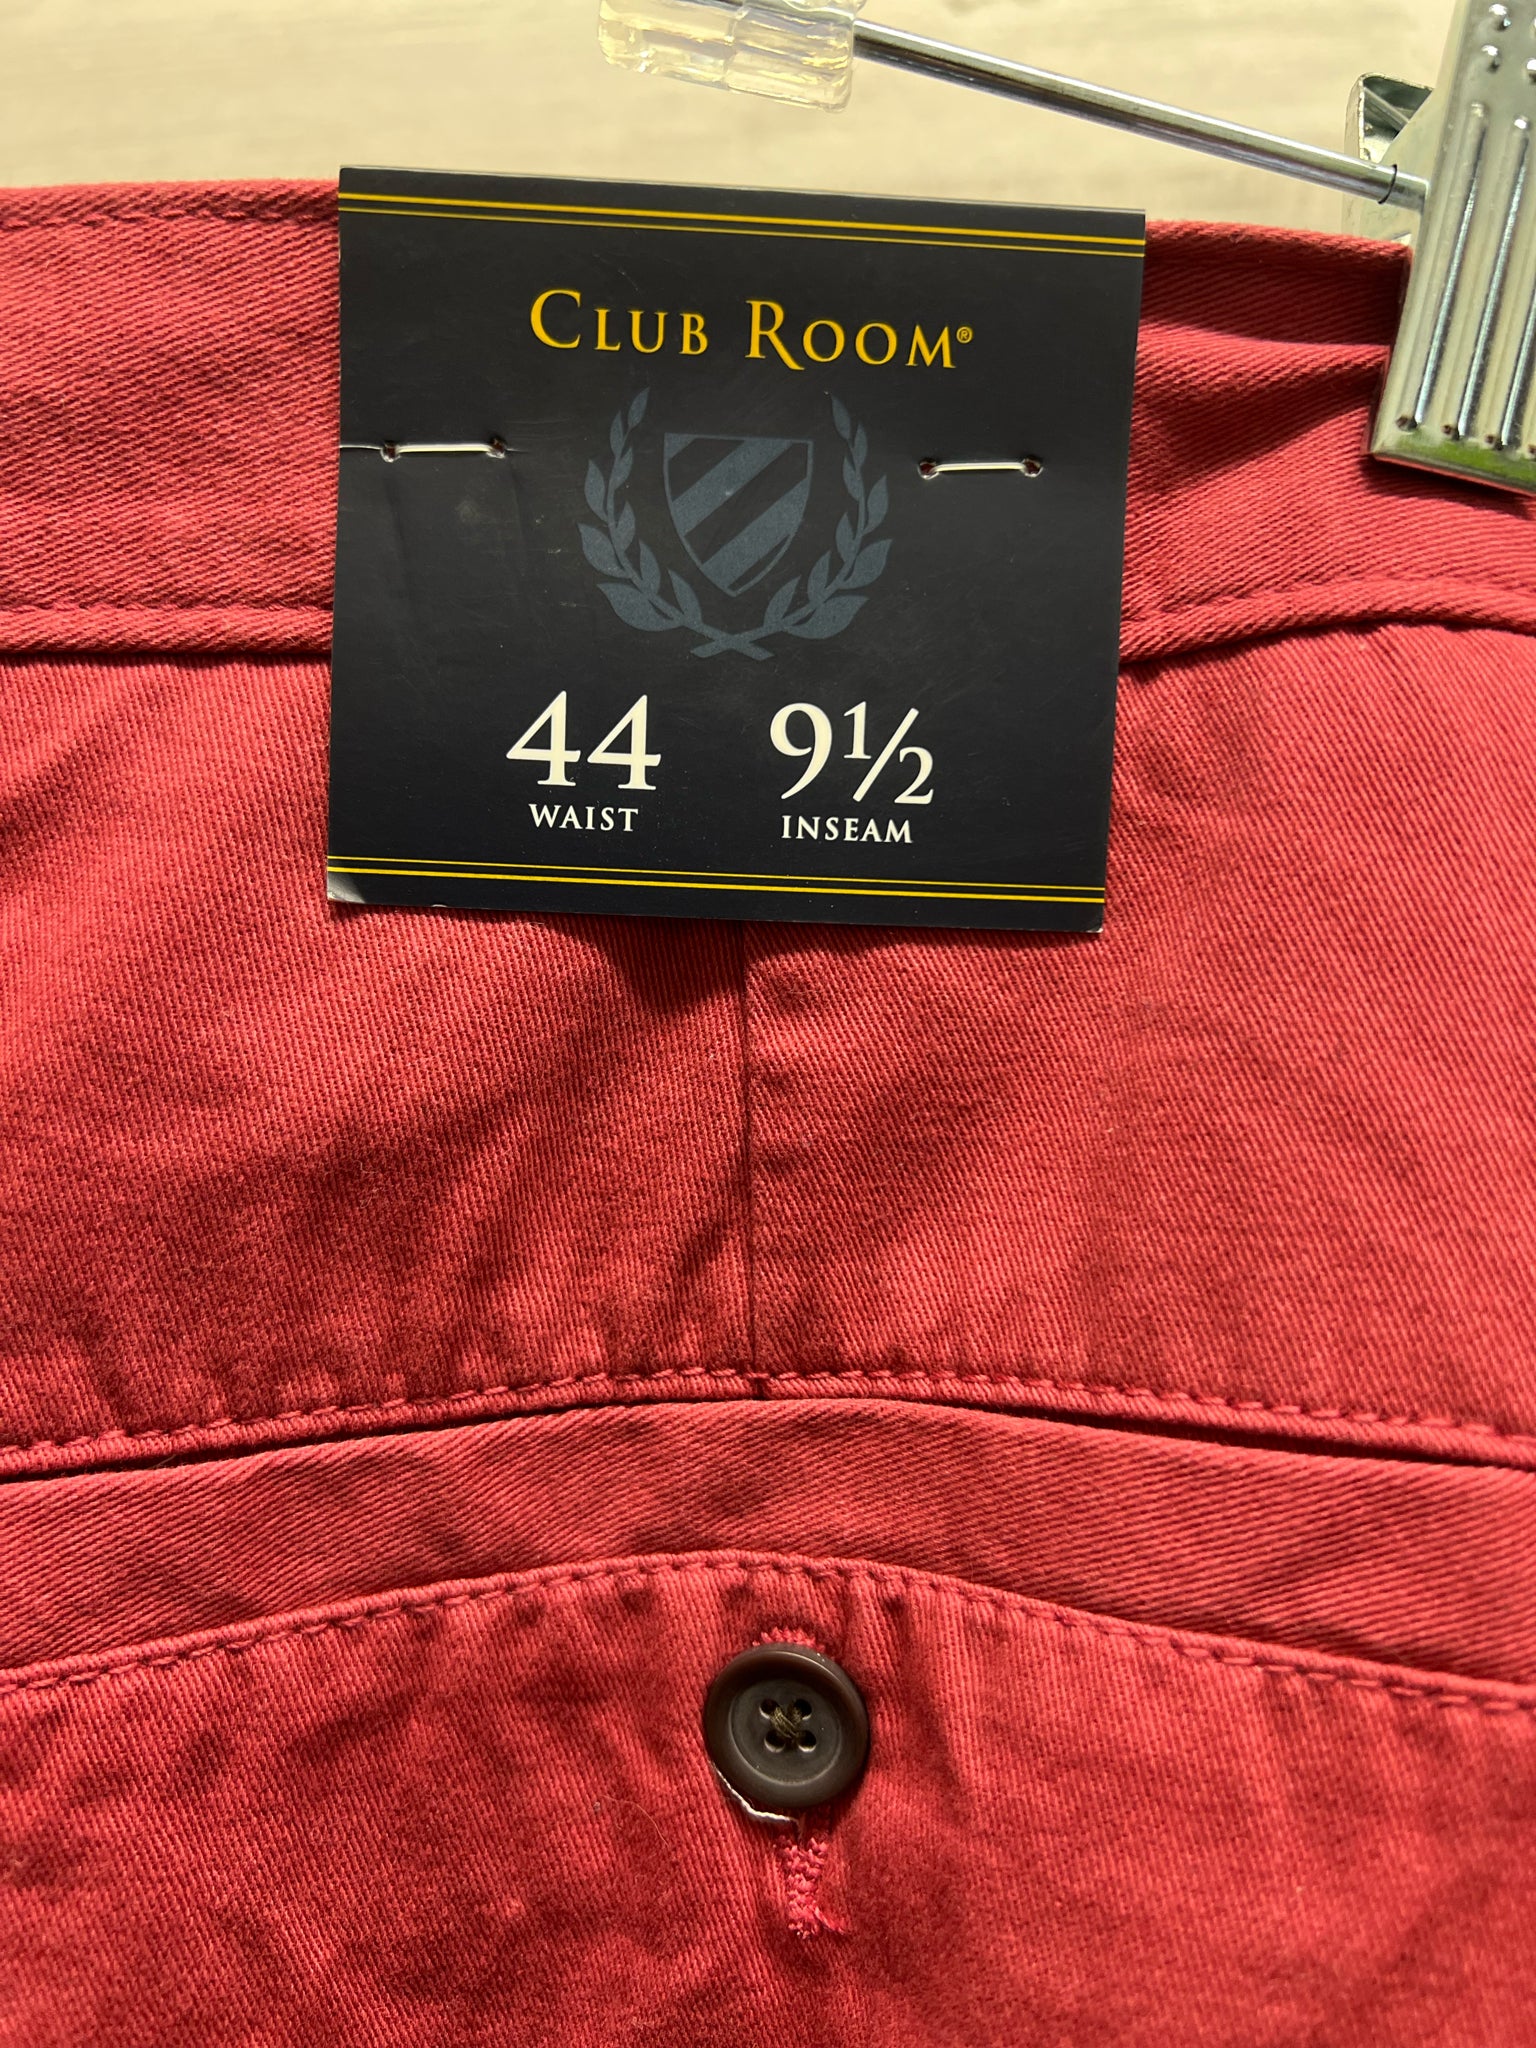 CLUB ROOM®
44 9½
WAIST INSEAM